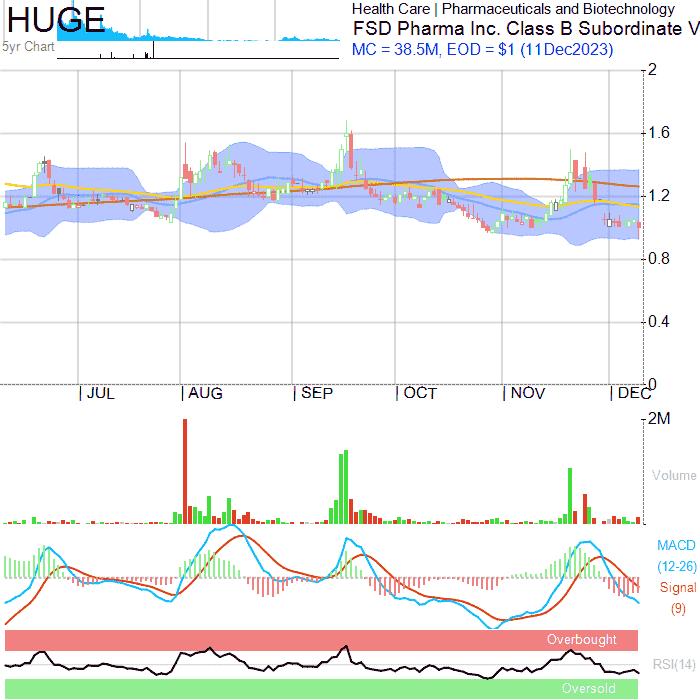 HUGE
5yr Chart
Health Care | Pharmaceuticals and Biotechnology
FSD Pharma Inc. Class B Subordinate V
MC = 38.5M, EOD = $1 (11Dec2023)
2
1.6
1.2
0.8
0.4
0
| JUL | AUG | SEP | OCT | NOV | DEC
2M
Volume
MACD
(12-26)
Signal
(9)
Overbought
RSI(14)
Oversold